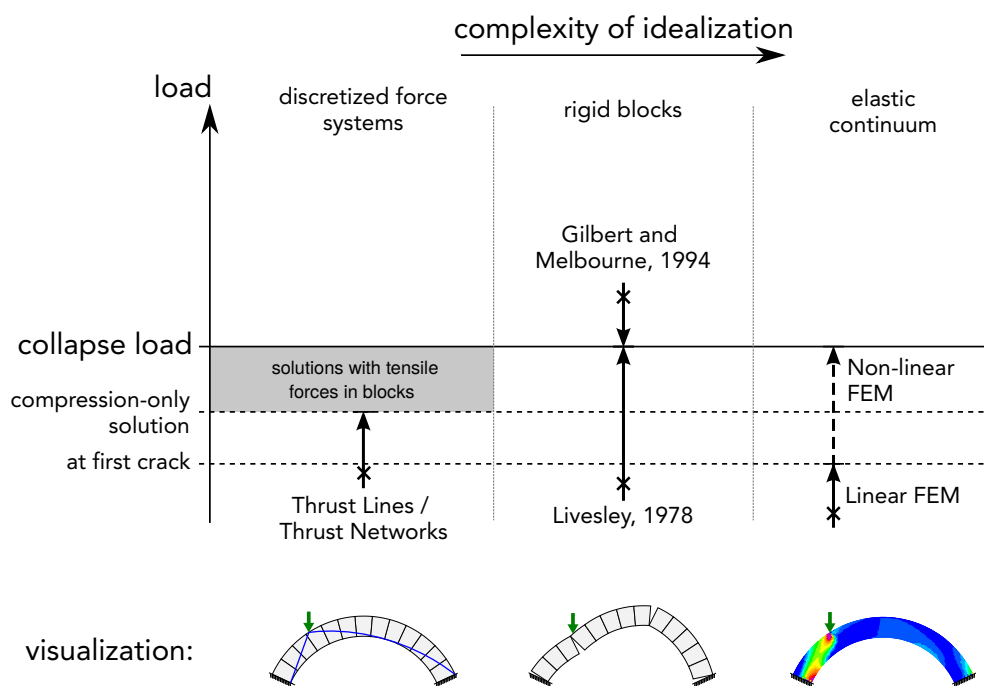 complexity of idealization
load
discretized force
systems
rigid blocks
elastic
continuum
Gilbert and
Melbourne, 1994
collapse load
solutions with tensile
forces in blocks
Non-linear
FEM
compression-only
solution
at first crack
Thrust Lines /
Thrust Networks
Livesley, 1978
Linear FEM
visualization: